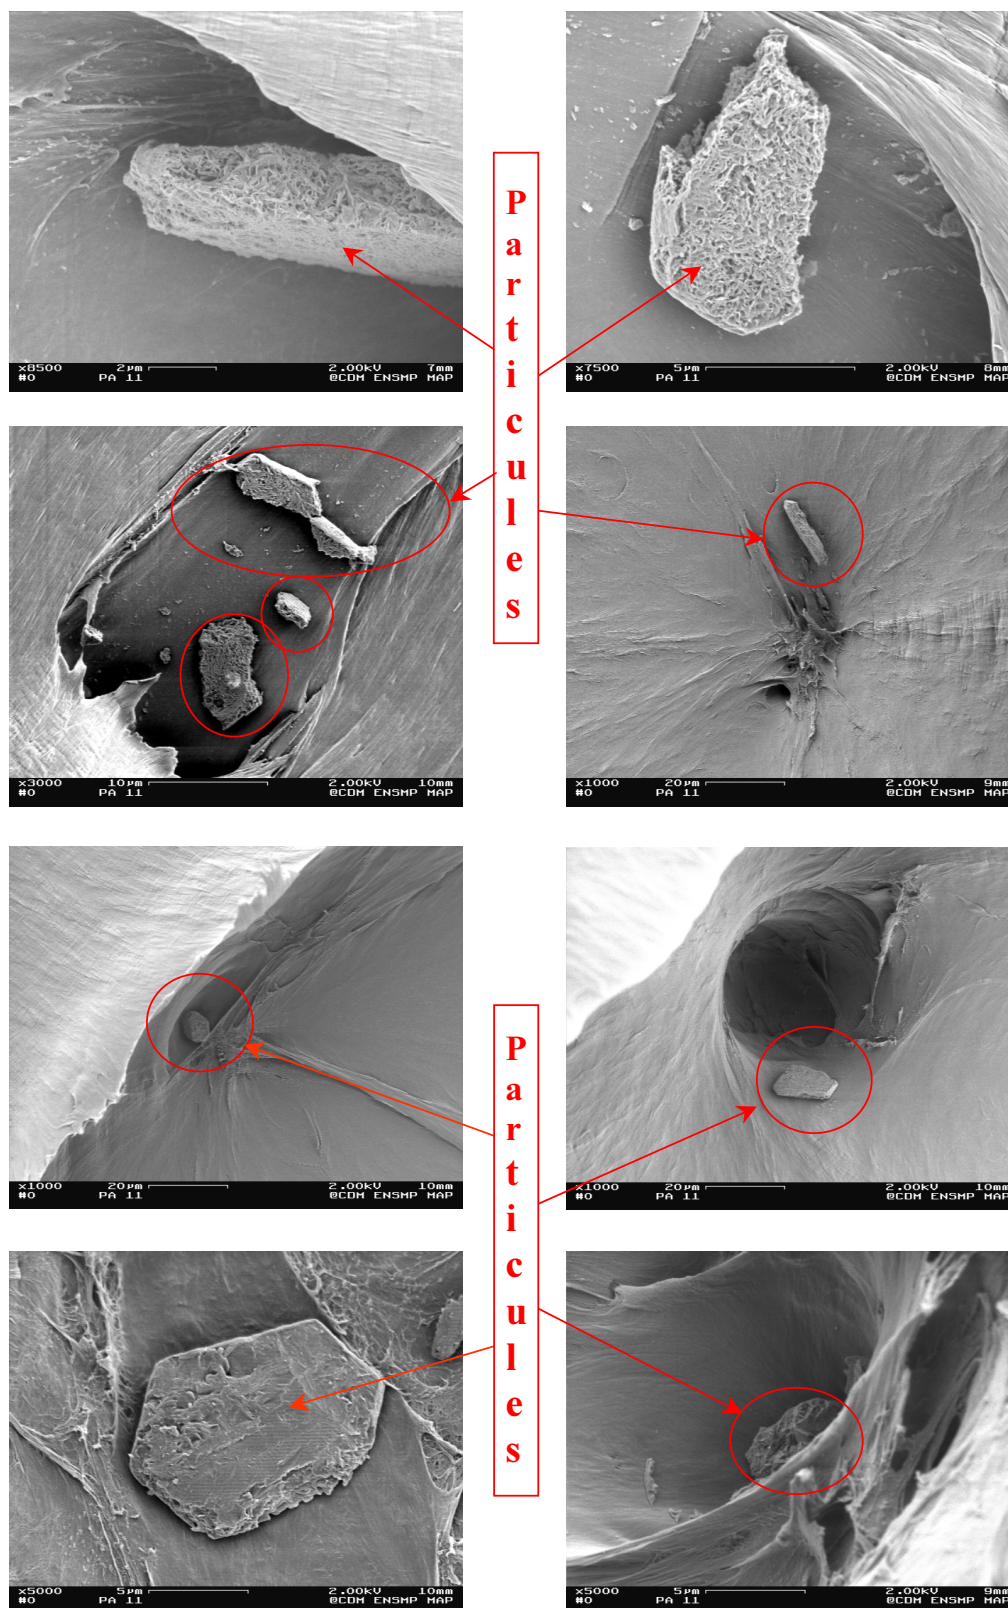 x8500 2µm 2.00kV 7mm
#0 PA 11 @CDM ENSMP MAP
Particules
x7500 5µm 2.00kV 8mm
#0 PA 11 @CDM ENSMP MAP
x3000 10µm 2.00kV 10mm
#0 PA 11 @CDM ENSMP MAP
x1000 20µm 2.00kV 9mm
#0 PA 11 @CDM ENSMP MAP
x1000 20µm 2.00kV 10mm
#0 PA 11 @CDM ENSMP MAP
Particules
x1000 20µm 2.00kV 10mm
#0 PA 11 @CDM ENSMP MAP
x5000 5µm 2.00kV 10mm
#0 PA 11 @CDM ENSMP MAP
x5000 5µm 2.00kV 9mm
#0 PA 11 @CDM ENSMP MAP